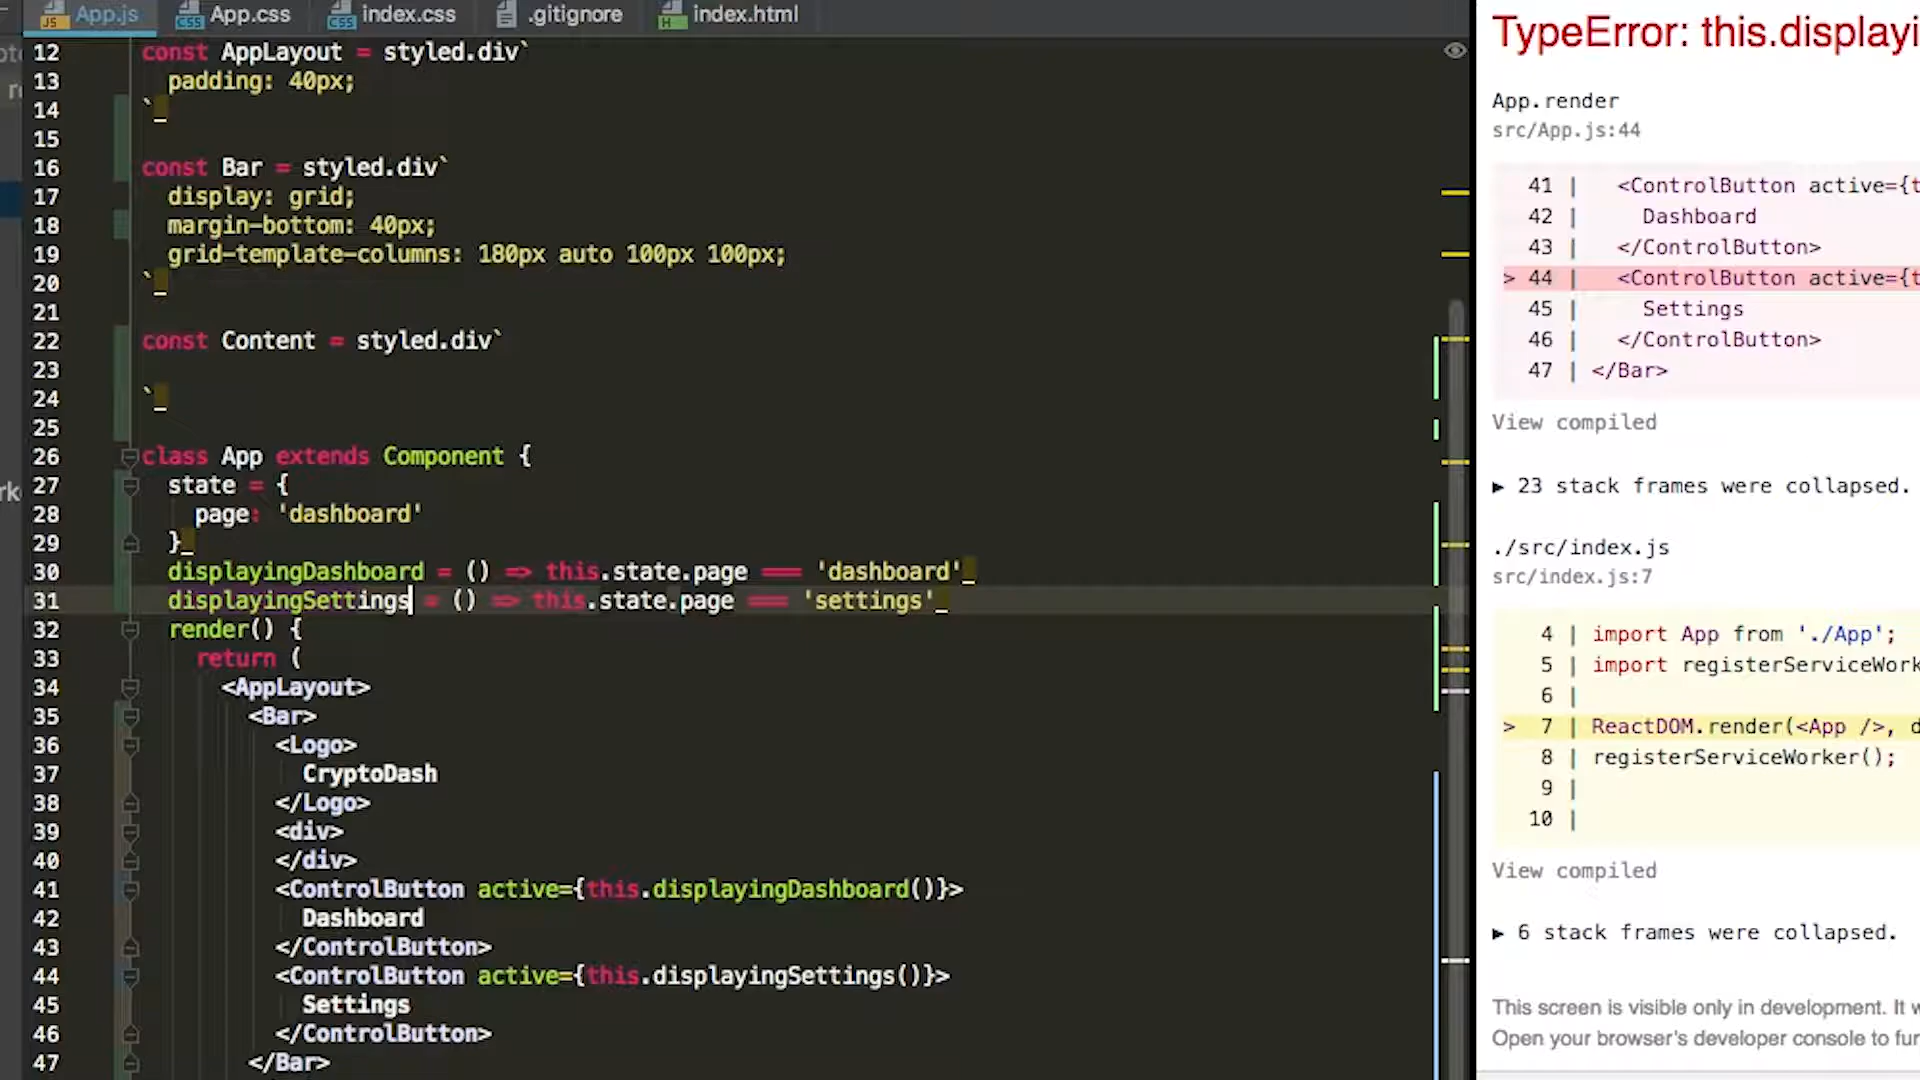 App.js App.css index.css .gitignore index.html
12 const AppLayout = styled.div`
13 padding: 40px;
14 `
15
16 const Bar = styled.div`
17 display: grid;
18 margin-bottom: 40px;
19 grid-template-columns: 180px auto 100px 100px;
20 `
21
22 const Content = styled.div`
23
24 `
25
26 class App extends Component {
27 state = {
28 page: 'dashboard'
29 }
30 displayingDashboard = () => this.state.page === 'dashboard'
31 displayingSettings = () => this.state.page === 'settings'
32 render() {
33 return (
34 <AppLayout>
35 <Bar>
36 <Logo>
37 CryptoDash
38 </Logo>
39 <div>
40 </div>
41 <ControlButton active={this.displayingDashboard()}>
42 Dashboard
43 </ControlButton>
44 <ControlButton active={this.displayingSettings()}>
45 Settings
46 </ControlButton>
47 </Bar>
TypeError: this.displayi
App.render
src/App.js:44
41 | <ControlButton active={t
42 | Dashboard
43 | </ControlButton>
> 44 | <ControlButton active={t
45 | Settings
46 | </ControlButton>
47 | </Bar>
View compiled
▶ 23 stack frames were collapsed.
./src/index.js
src/index.js:7
4 | import App from './App';
5 | import registerServiceWork
6 |
> 7 | ReactDOM.render(<App />, d
8 | registerServiceWorker();
9 |
10 |
View compiled
▶ 6 stack frames were collapsed.
This screen is visible only in development. It w
Open your browser's developer console to fur